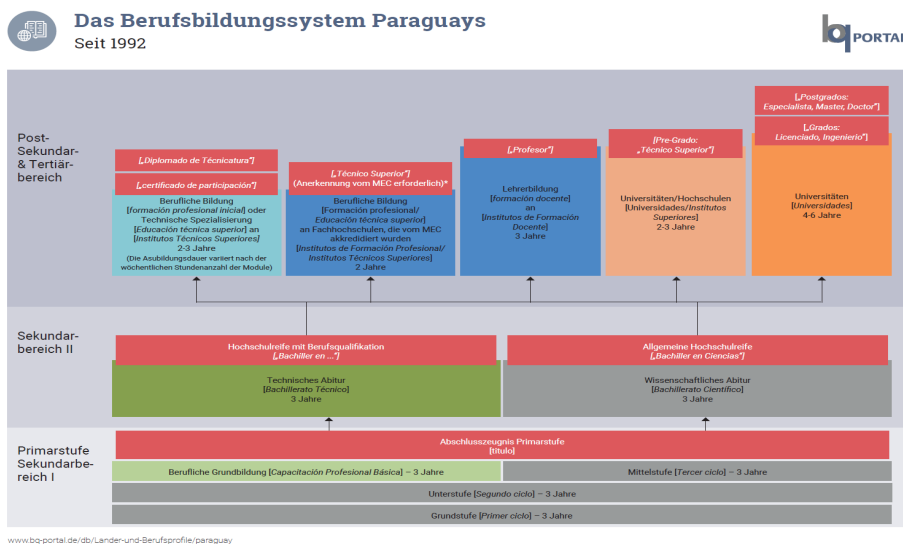 Das Berufsbildungssystem Paraguays
Seit 1992
bq PORTAL
Post-
Sekundar-
& Tertiär-
bereich
[„Diplomado de Técnicatura“]
[„certificado de participación“]
Berufliche Bildung
[formación profesional inicial] oder
Technische Spezialisierung
[Educación técnica superior] an
[Institutos Técnicos Superiores]
2-3 Jahre
(Die Asubildungsdauer variert nach der
wöchentlichen Stundenanzahl der Module)
[„Técnico Superior“]
(Anerkennung vom MEC erforderlich)*
Berufliche Bildung
[Formación profesional/
Educación técnica superior]
an Fachhochschulen, die vom MEC
akkrediert wurden
[Institutos de Formación Profesional/
Institutos Técnicos Superiores]
2 Jahre
[„Profesor“]
Lehrerbildung
[formación docente]
an
[Institutos de Formación
Docente]
3 Jahre
[Pre-Grado:
„Técnico Superior“]
Universitäten/Hochschulen
[Universidades/Institutos
Superiores]
2-3 Jahre
[„Postgrados:
Especialista, Master, Doctor“]
[„Grados:
Licenciado, Ingenierio“]
Universitäten
[Universidades]
4-6 Jahre
Sekundar-
bereich II
Hochschulreife mit Berufsqualifikation
[„Bachiller en ...“]
Technisches Abitur
[Bachillerato Técnico]
3 Jahre
Allgemeine Hochschulreife
[„Bachiller en Ciencias“]
Wissenschaftliches Abitur
[Bachillerato Científico]
3 Jahre
Primarstufe
Sekundarbe-
reich I
Abschlusszeugnis Primarstufe
[título]
Berufliche Grundbildung [Capacitación Profesional Básica] – 3 Jahre
Mittelstufe [Tercer ciclo] – 3 Jahre
Unterstufe [Segundo ciclo] – 3 Jahre
Grundstufe [Primer ciclo] – 3 Jahre
www.bq-portal.de/db/Lander-und-Berufsprofile/paraguay